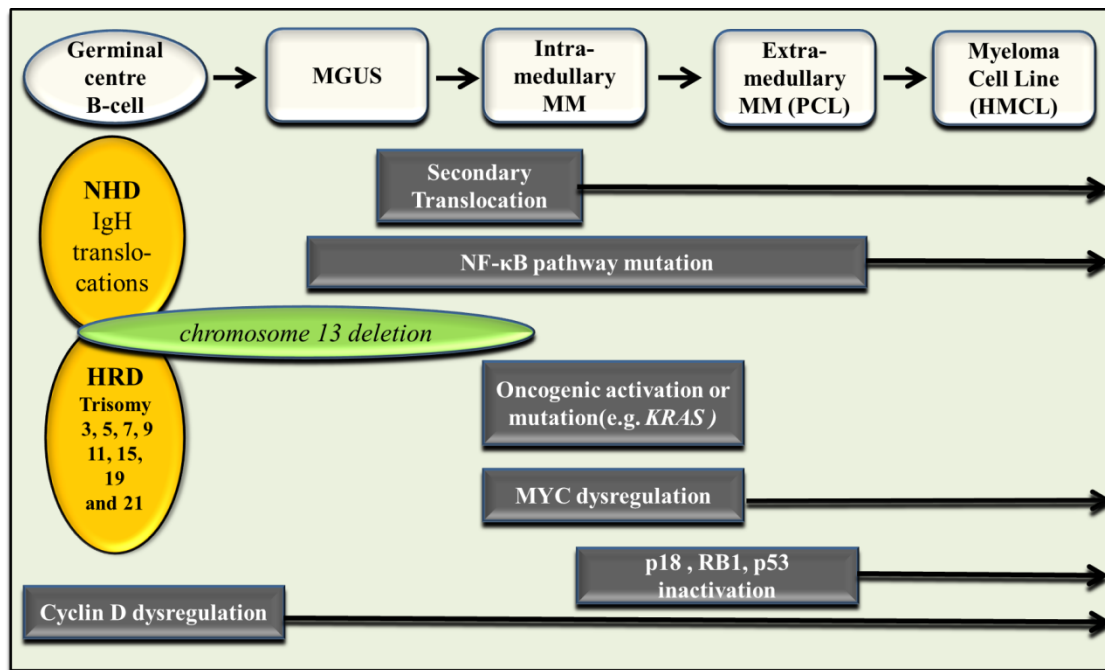 Germinal
centre
B-cell
MGUS
Intra-
medullary
MM
Extra-
medullary
MM (PCL)
Myeloma
Cell Line
(HMCL)
NHD
IgH
translo-
cations
Secondary
Translocation
NF-κB pathway mutation
chromosome 13 deletion
HRD
Trisomy
3, 5, 7, 9
11, 15,
19
and 21
Oncogenic activation or
mutation(e.g. KRAS )
MYC dysregulation
p18 , RB1, p53
inactivation
Cyclin D dysregulation